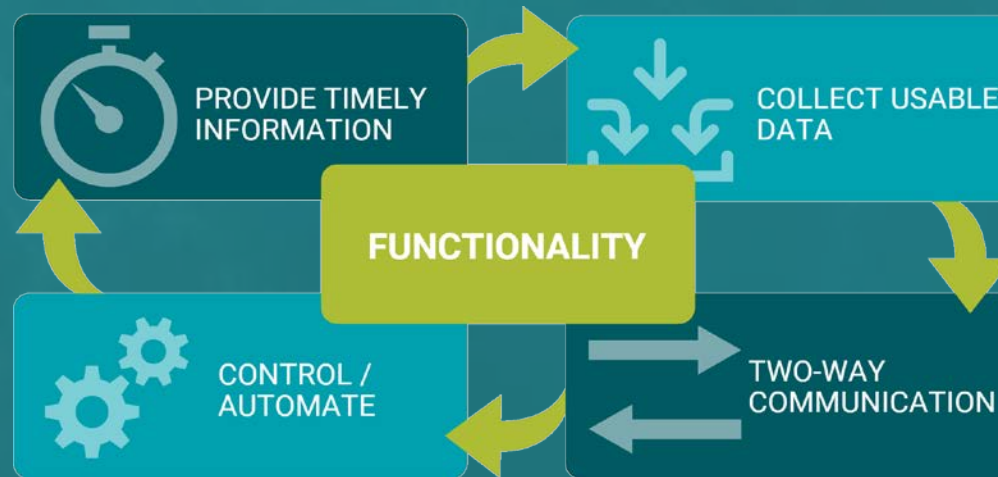 PROVIDE TIMELY
INFORMATION
COLLECT USABLE
DATA
FUNCTIONALITY
CONTROL /
AUTOMATE
TWO-WAY
COMMUNICATION